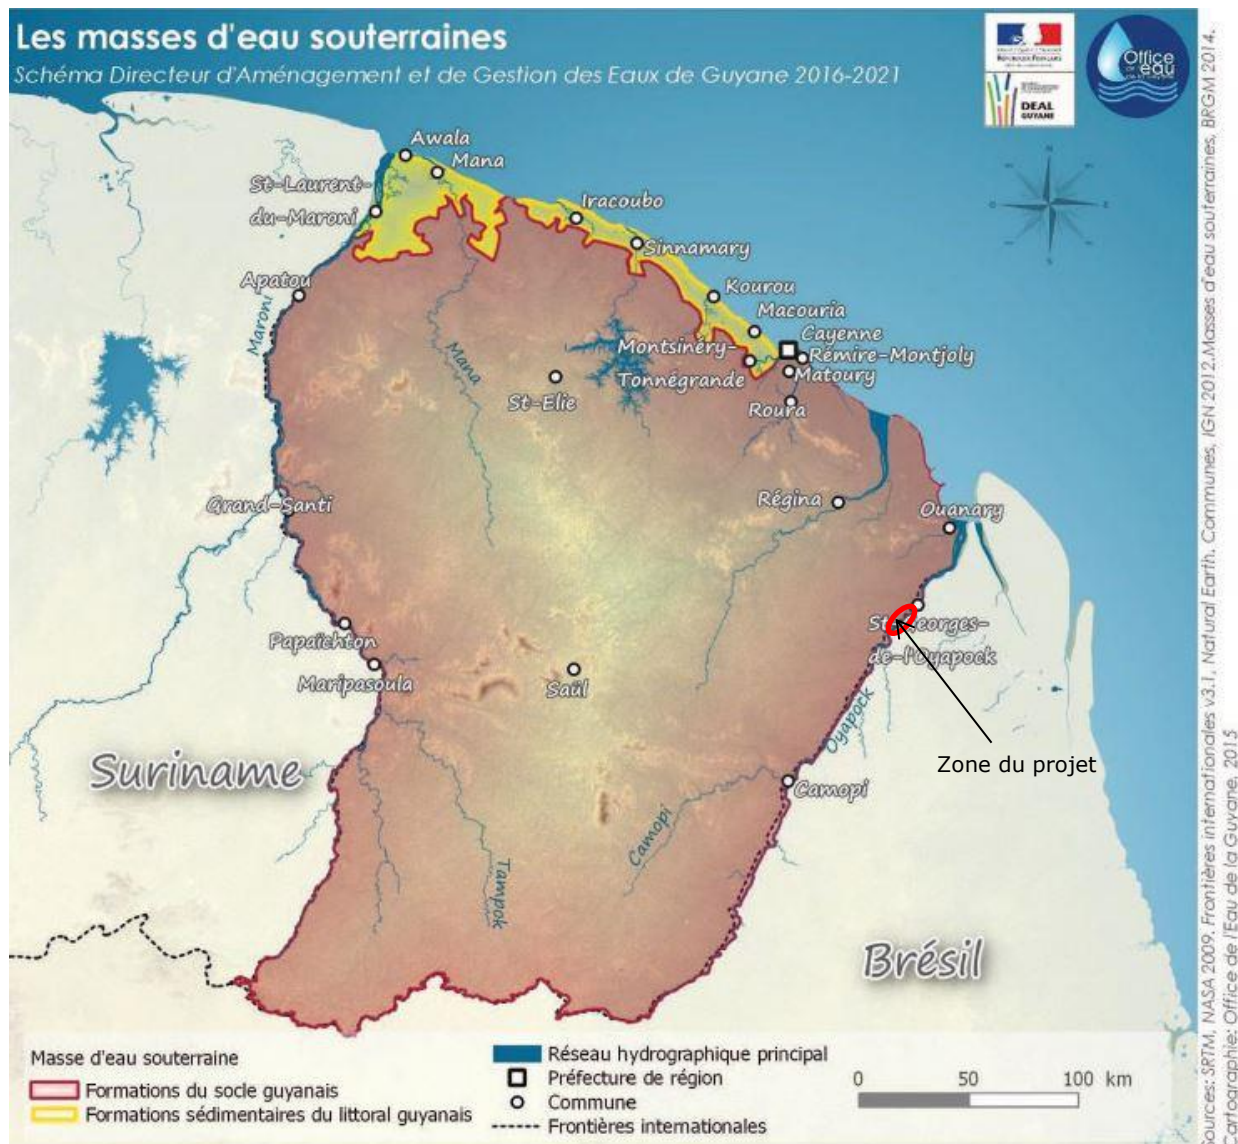 Les masses d'eau souterraines
Schéma Directeur d'Aménagement et de Gestion des Eaux de Guyane 2016-2021
RÉPUBLIQUE FRANÇAISE
DEAL
GUYANE
Office
de l'eau
N
O
E
S
Awala
Mana
St-Laurent-
du-Maroni
Iracoubo
Sinnamary
Apatou
Kourou
Macouria
Cayenne
Maroni
Mana
Montsinéry-
Tonnégrande
Rémire-Montjoly
Matoury
St-Elie
Roura
Grand-Santi
Régina
Ouanary
Papaïchton
Maripasoula
Saül
St-Georges-
de-l'Oyapock
Oyapock
Zone du projet
Suriname
Camopi
Camopi
Tampok
Brésil
Masse d'eau souterraine
Formations du socle guyanais
Formations sédimentaires du littoral guyanais
Réseau hydrographique principal
Préfecture de région
Commune
Frontières internationales
0 50 100 km
Sources: SRTM, NASA 2009. Frontières internationales v3.1, Natural Earth. Communes, IGN 2012.Masses d'eau souterraines, BRGM 2014.
Cartographie: Office de l'Eau de la Guyane, 2015